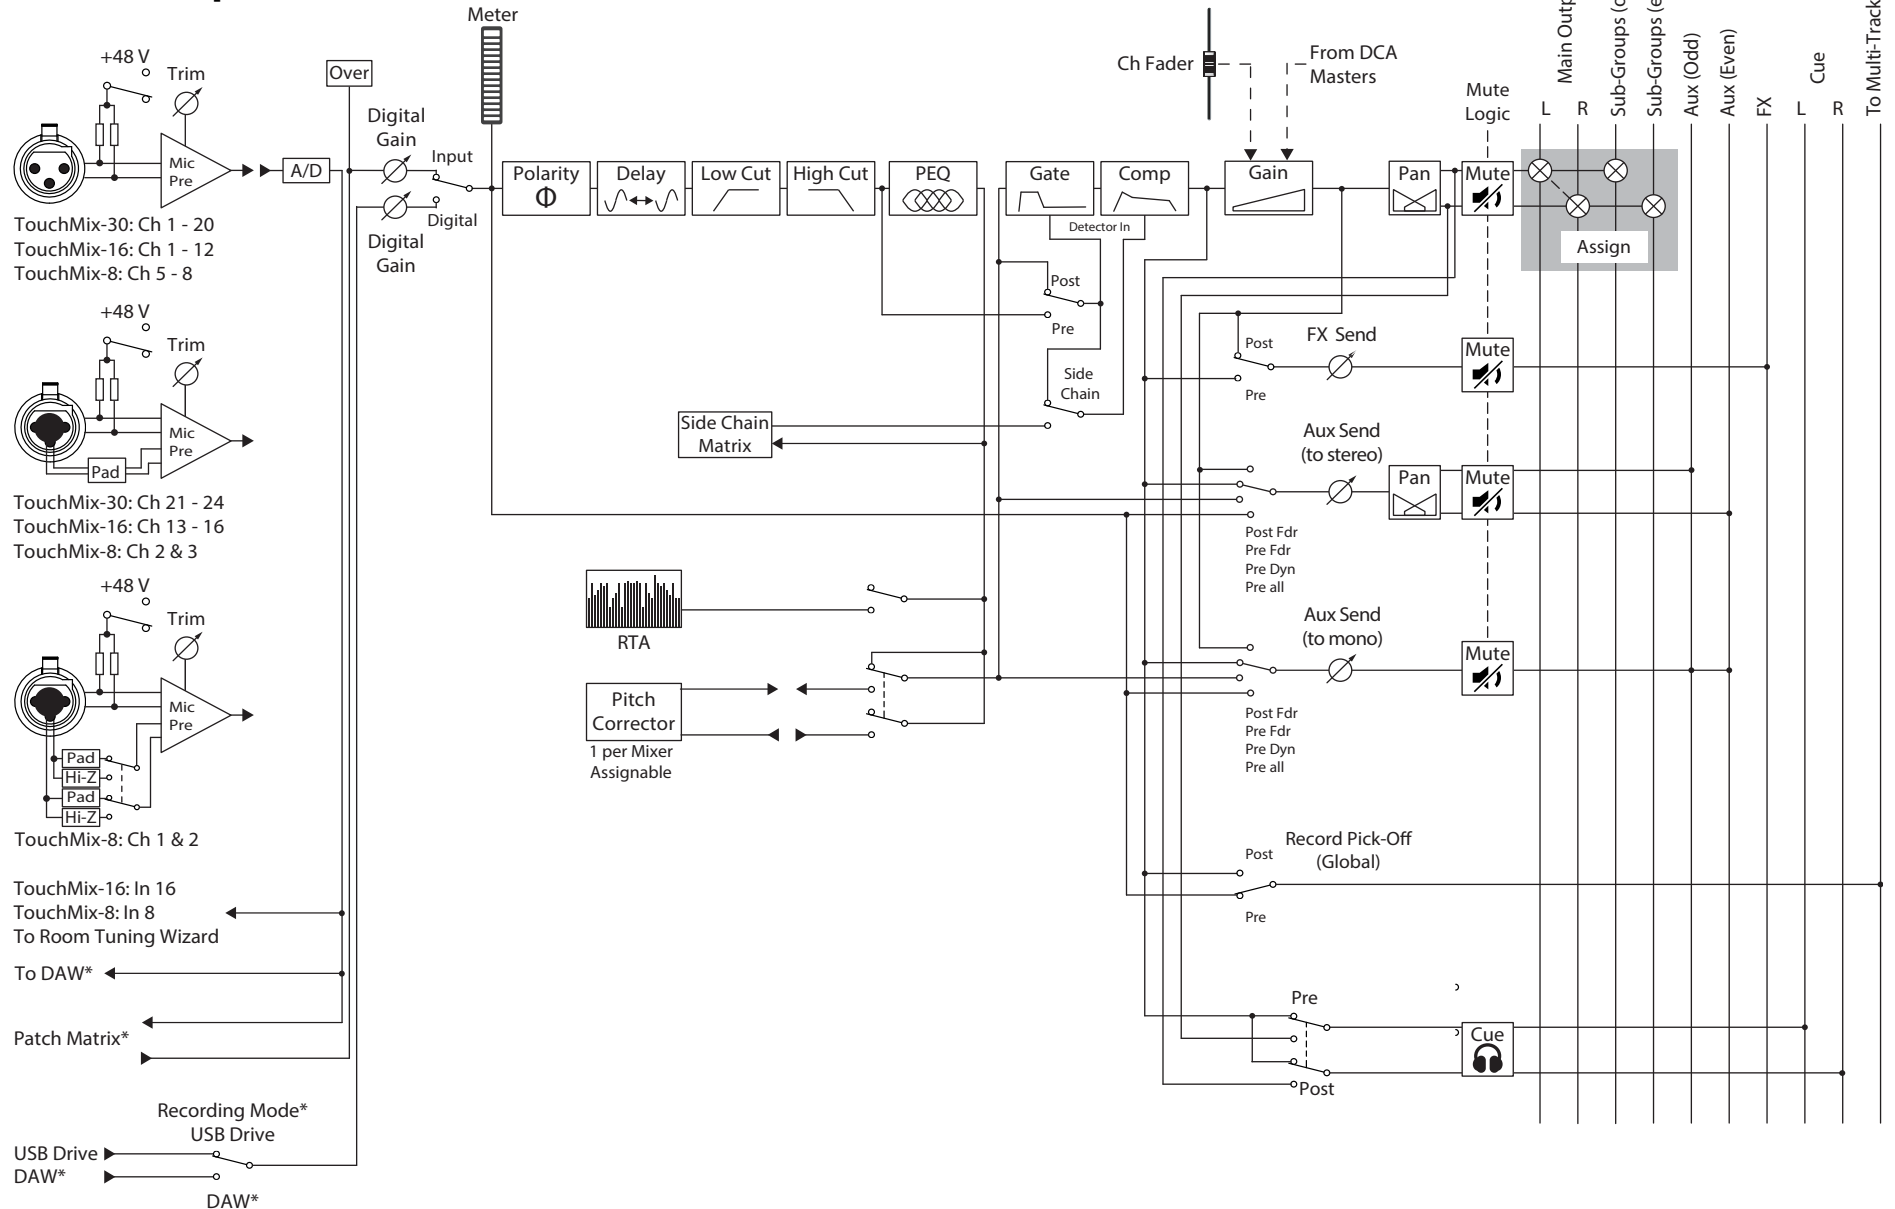 Meter
+48 V
Trim
Over
Digital
Gain
Input
Mic
Pre
A/D
Digital
Digital
Gain
TouchMix-30: Ch 1 - 20
TouchMix-16: Ch 1 - 12
TouchMix-8: Ch 5 - 8
Polarity
Φ
Delay
Low Cut
High Cut
PEQ
Gate
Comp
Detector In
Ch Fader
From DCA
Masters
Gain
Pan
Mute
Logic
Mute
Assign
Main Outp
L
R
Sub-Groups (o
Sub-Groups (e
Aux (Odd)
Aux (Even)
FX
Cue
L
R
To Multi-Track
+48 V
Trim
Mic
Pre
Pad
TouchMix-30: Ch 21 - 24
TouchMix-16: Ch 13 - 16
TouchMix-8: Ch 2 & 3
Post
Pre
Side
Chain
Side Chain
Matrix
Post
FX Send
Pre
Mute
Aux Send
(to stereo)
Pan
Mute
Post Fdr
Pre Fdr
Pre Dyn
Pre all
+48 V
Trim
Mic
Pre
Pad
Hi-Z
Pad
Hi-Z
TouchMix-8: Ch 1 & 2
RTA
Pitch
Corrector
1 per Mixer
Assignable
Aux Send
(to mono)
Mute
Post Fdr
Pre Fdr
Pre Dyn
Pre all
Post
Record Pick-Off
(Global)
Pre
TouchMix-16: In 16
TouchMix-8: In 8
To Room Tuning Wizard
To DAW*
Patch Matrix*
Pre
Cue
Post
Recording Mode*
USB Drive
USB Drive
DAW*
DAW*